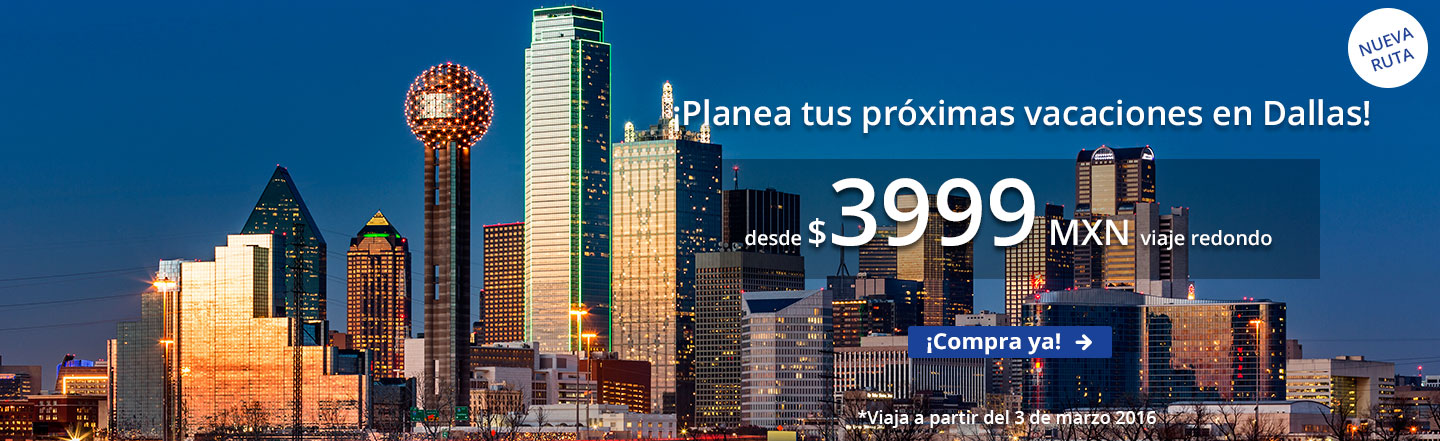 NUEVA
RUTA
¡Planea tus próximas vacaciones en Dallas!
desde $3999 MXN viaje redondo
¡Compra ya! →
*Viaja a partir del 3 de marzo 2016